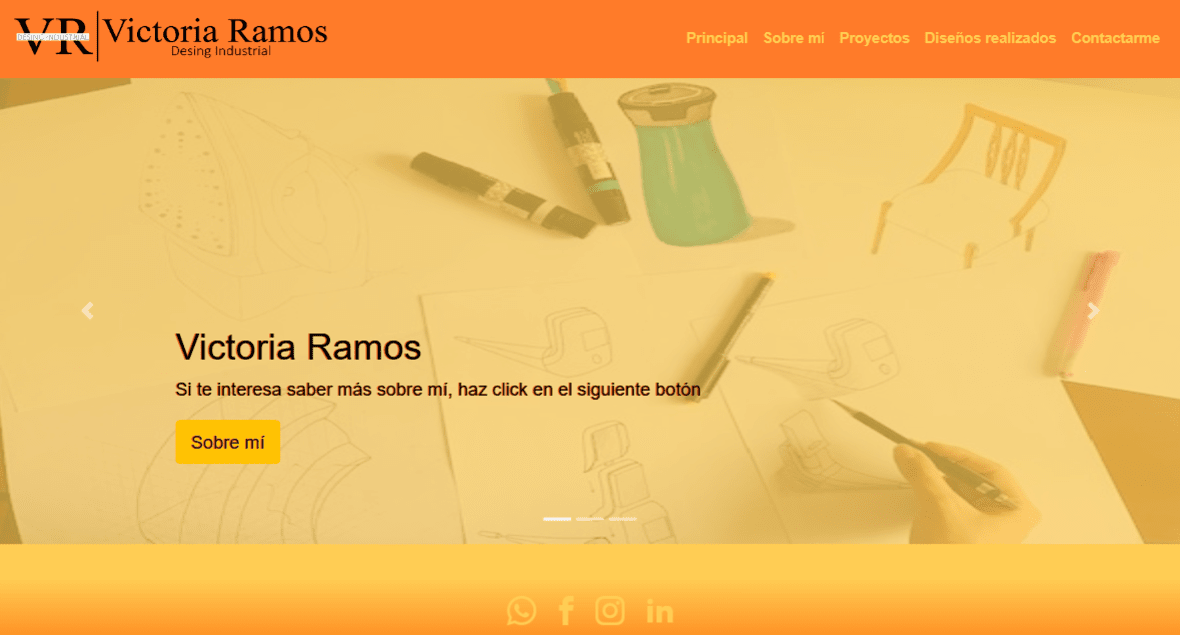 VR
DESING INDUSTRIAL
Victoria Ramos
Desing Industrial
Principal Sobre mí Proyectos Diseños realizados Contactarme
Victoria Ramos
Si te interesa saber más sobre mí, haz click en el siguiente botón
Sobre mí